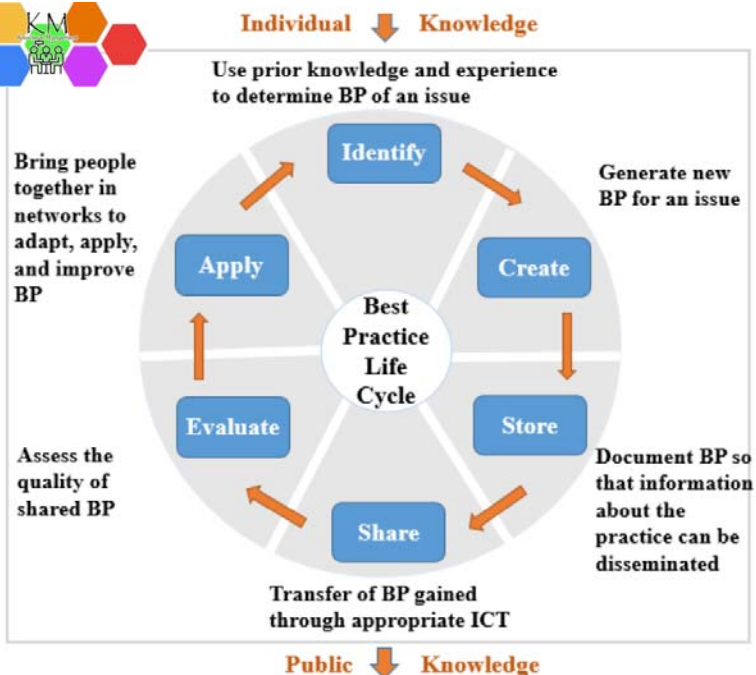 KM
Individual Knowledge
Use prior knowledge and experience
to determine BP of an issue
Identify
Generate new
BP for an issue
Create
Store
Document BP so
that information
about the
practice can be
disseminated
Share
Transfer of BP gained
through appropriate ICT
Evaluate
Assess the
quality of
shared BP
Apply
Bring people
together in
networks to
adapt, apply,
and improve
BP
Best
Practice
Life
Cycle
Public Knowledge